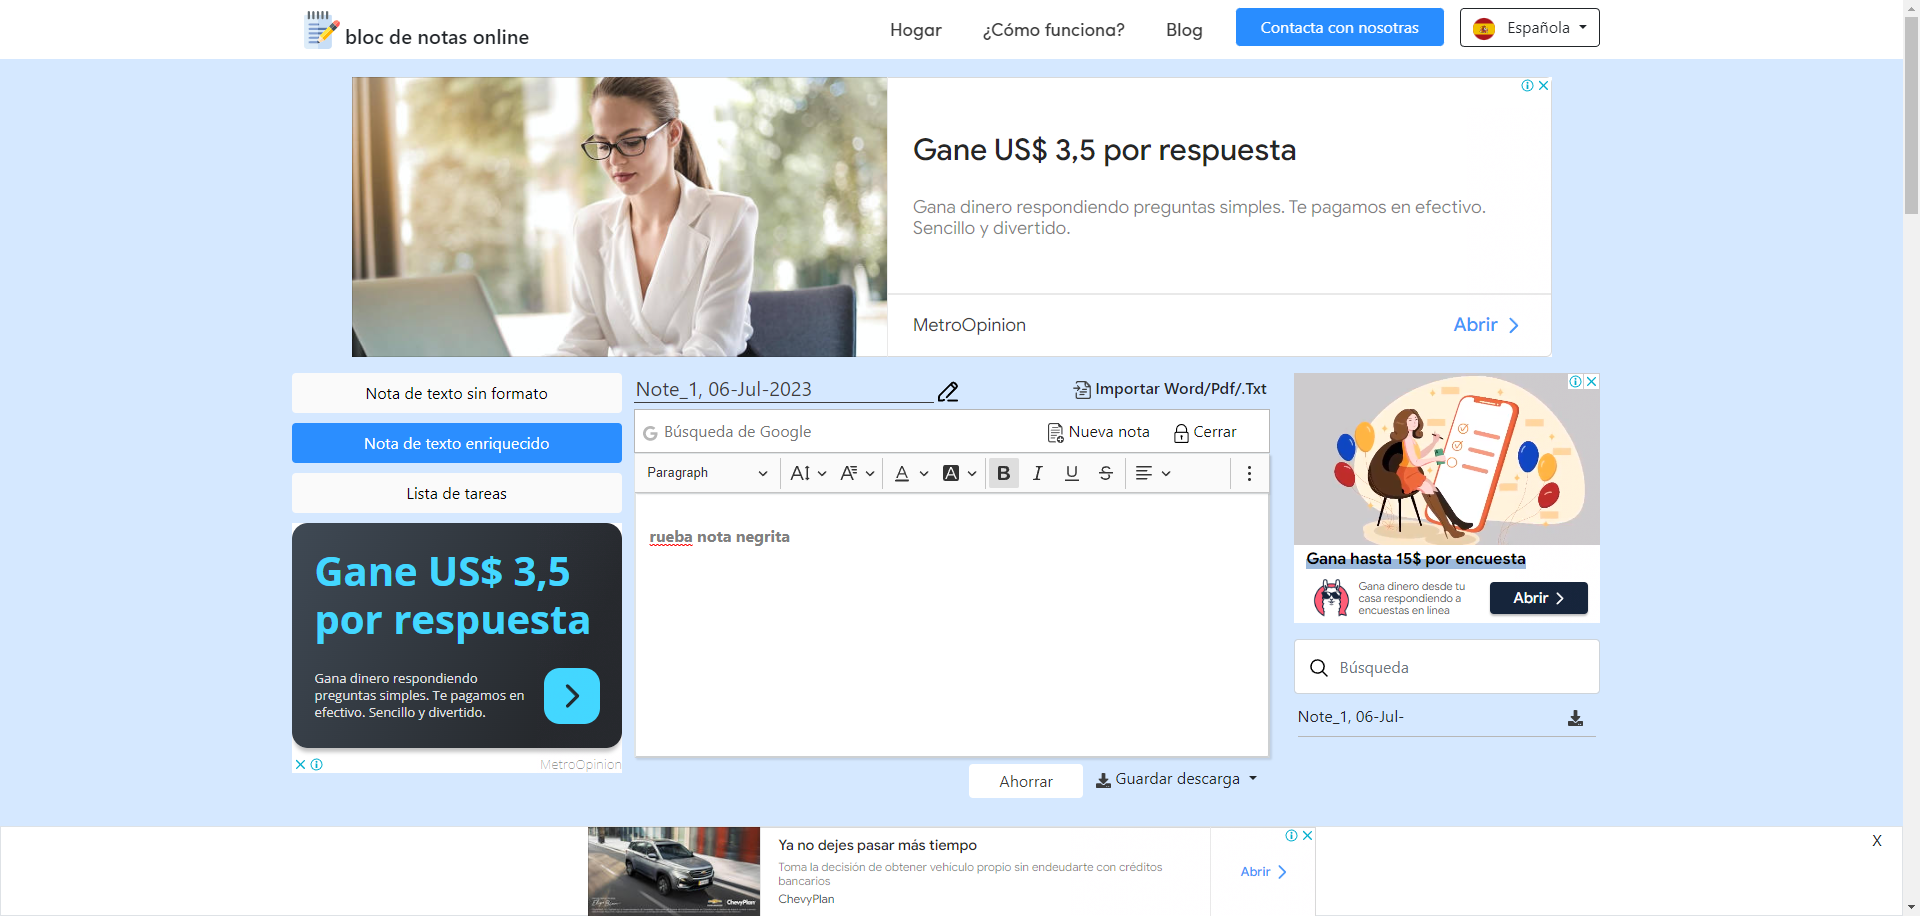 bloc de notas online
Hogar
¿Cómo funciona?
Blog
Contacta con nosotras
Española
Gane US$ 3,5 por respuesta
Gana dinero respondiendo preguntas simples. Te pagamos en efectivo.
Sencillo y divertido.
MetroOpinion
Abrir
Nota de texto sin formato
Nota de texto enriquecido
Lista de tareas
Gane US$ 3,5
por respuesta
Gana dinero respondiendo
preguntas simples. Te pagamos en
efectivo. Sencillo y divertido.
MetroOpinion
Note_1, 06-Jul-2023
Importar Word/Pdf/.Txt
Búsqueda de Google
Nueva nota
Cerrar
Paragraph
rueba nota negrita
Ahorrar
Guardar descarga
Gana hasta 15$ por encuesta
Gana dinero desde tu
casa respondiendo a
encuestas en línea
Abrir
Búsqueda
Note_1, 06-Jul-
Ya no dejes pasar más tiempo
Toma la decisión de obtener vehículo propio sin endeudarte con créditos
bancarios
ChevyPlan
Abrir
X
ChevyPlan